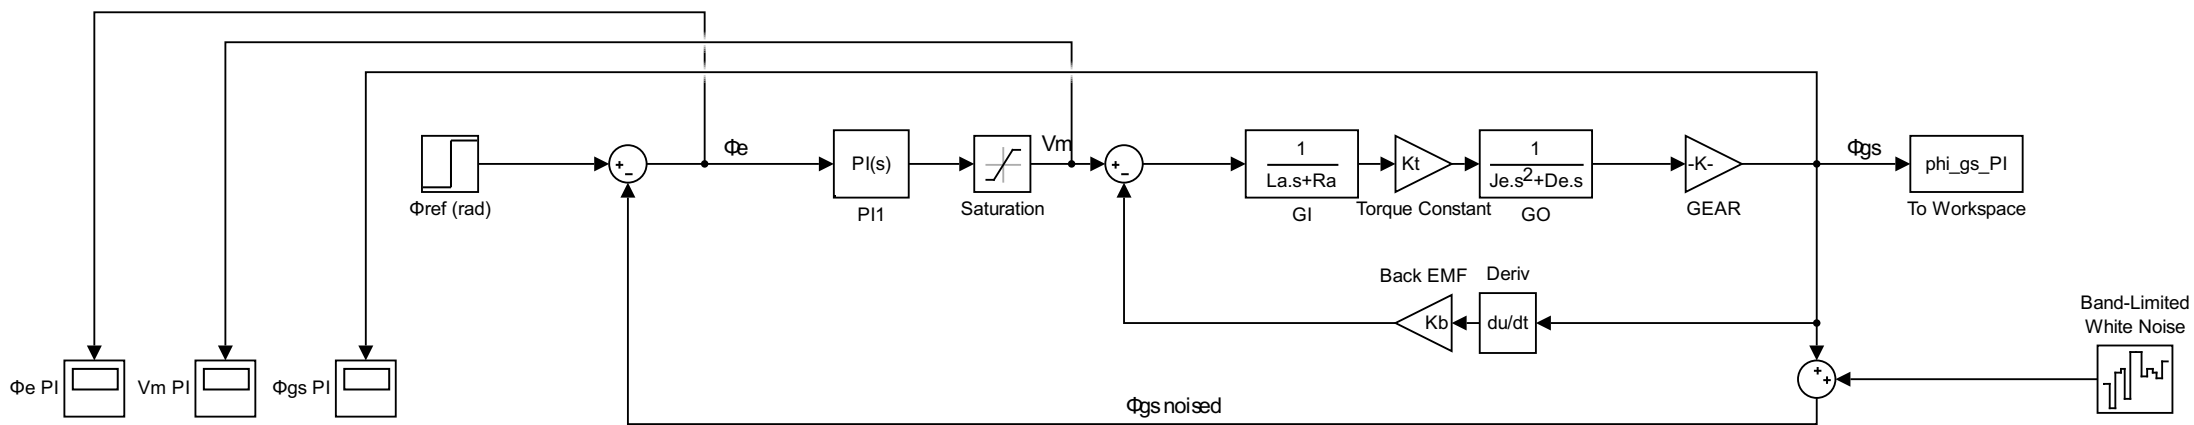 Φe
Vm
Φgs
PI(s)
1
La.s+Ra
Kt
1
Je.s2+De.s
-K-
phi_gs_PI
Φref (rad)
PI1
Saturation
GI
Torque Constant
GO
GEAR
To Workspace
Back EMF
Deriv
Kb
du/dt
Band-Limited
White Noise
Φe PI
Vm PI
Φgs PI
Φgs noised